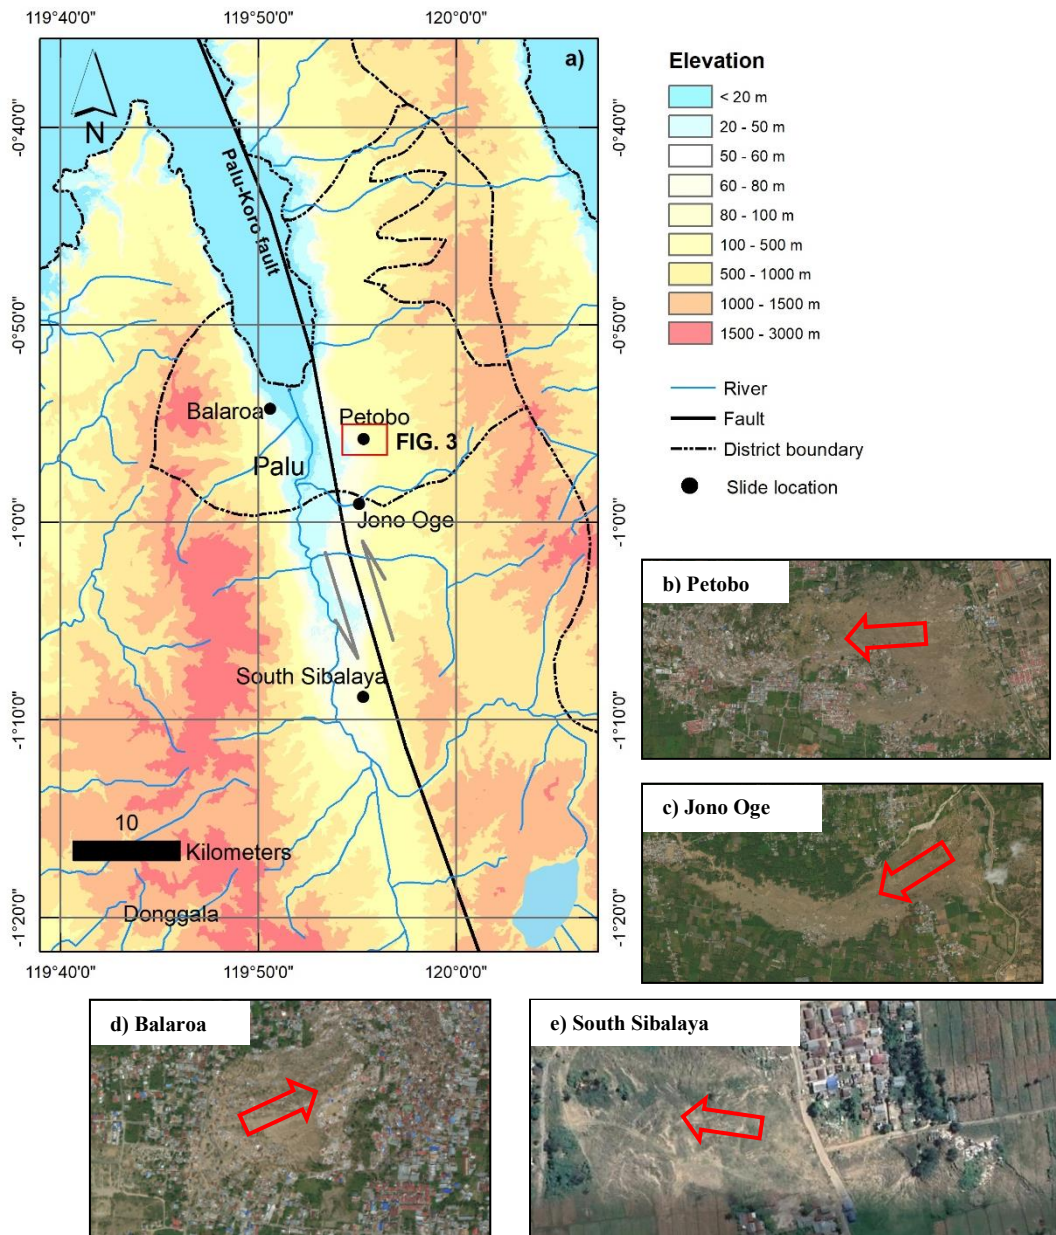 119°40'0"
119°50'0"
120°0'0"
a)
N
-0°40'0"
-0°40'0"
Palu-Koro fault
-0°50'0"
-0°50'0"
Balaroa
Petobo
FIG. 3
Palu
-1°0'0"
-1°0'0"
Jono Oge
South Sibalaya
-1°10'0"
-1°10'0"
10
Kilometers
Donggala
-1°20'0"
-1°20'0"
119°40'0"
119°50'0"
120°0'0"
Elevation
< 20 m
20 - 50 m
50 - 60 m
60 - 80 m
80 - 100 m
100 - 500 m
500 - 1000 m
1000 - 1500 m
1500 - 3000 m
River
Fault
District boundary
Slide location
b) Petobo
c) Jono Oge
d) Balaroa
e) South Sibalaya